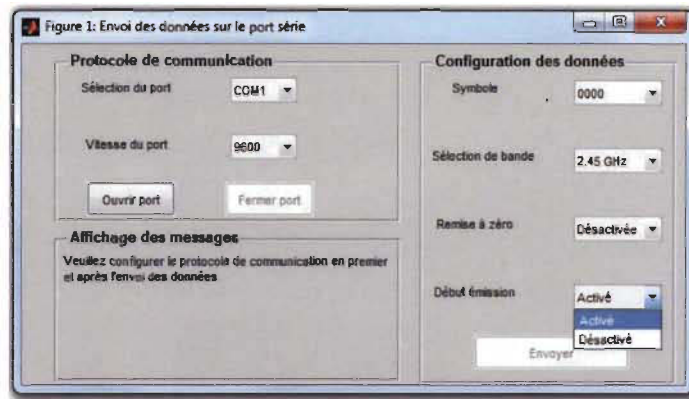 Figure 1: Envoi des données sur le port série
Protocole de communication
Sélection du port
COM1
Vitesse du port
9600
Ouvrir port
Fermer port
Affichage des messages
Veuillez configurer le protocole de communication en premier
et après l'envoi des données
Configuration des données
Symbole
0000
Sélection de bande
2.45 GHz
Remise à zéro
Désactivée
Début émission
Activé
Activé
Désactivé
Envoyer